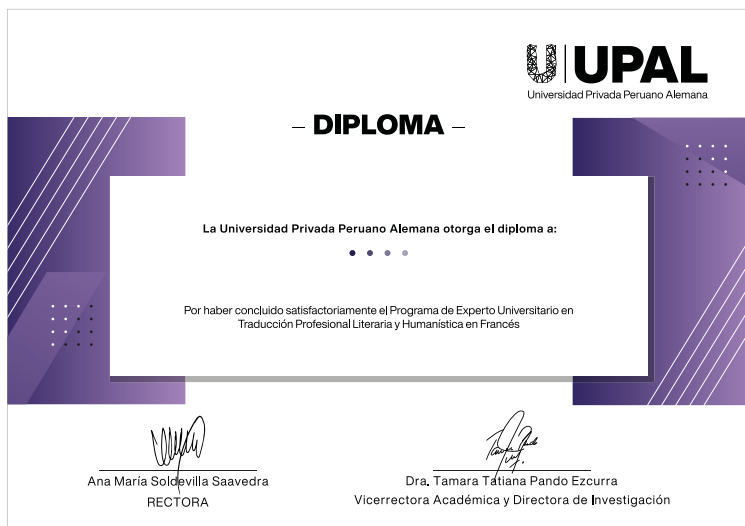 UPAL
Universidad Privada Peruano Alemana
– DIPLOMA –
La Universidad Privada Peruano Alemana otorga el diploma a:
Por haber concluido satisfactoriamente el Programa de Experto Universitario en
Traducción Profesional Literaria y Humanística en Francés
Ana María Soldevilla Saavedra
RECTORA
Dra. Tamara Tatiana Pando Ezcurra
Vicerrectora Académica y Directora de Investigación